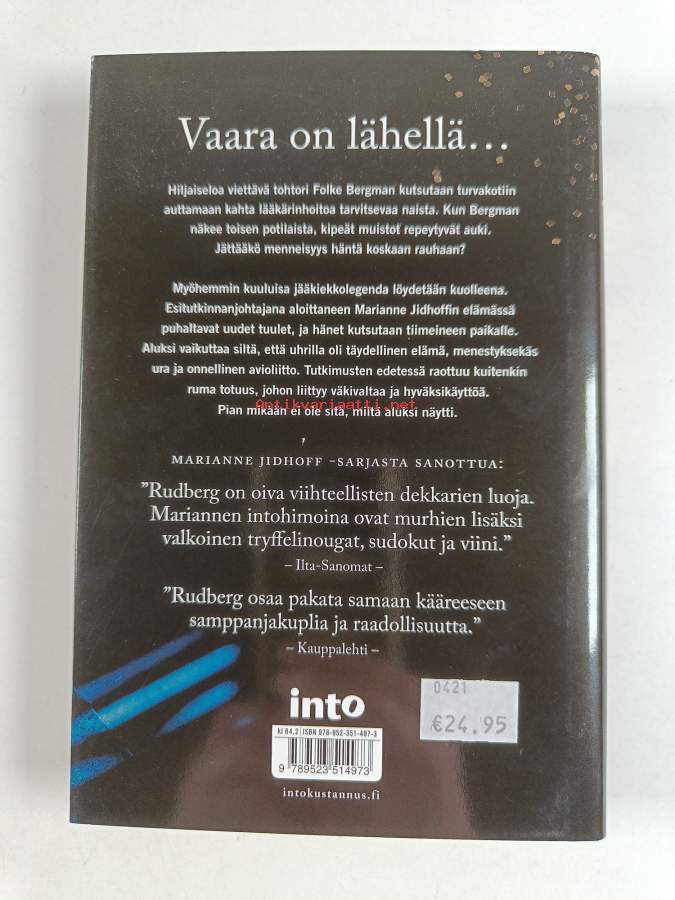 Vaara on lähellä...
Hiljaiseloa viettävä tohtori Folke Bergman kutsutaan turvakotiin
auttamaan kahta lääkärinhoitoa tarvitsevaa naista. Kun Bergman
näkee toisen potilaista, kipeät muistot repeytyvät auki.
Jättääkö menneisyys häntä koskaan rauhaan?
Myöhemmin kuuluisa jääkiekkolegenda löydetään kuolleena.
Esitutkinnanjohtajana aloittaneen Marianne Jidhoffin elämässä
puhaltavat uudet tuulet, ja hänet kutsutaan tiimeineen paikalle.
Aluksi vaikuttaa siltä, että uhrilla oli täydellinen elämä, menestyksekäs
ura ja onnellinen avioliitto. Tutkimusten edetessä raottuu kuitenkin
ruma totuus, johon liittyy väkivaltaa ja hyväksikäyttöä.
Antikvariaatti.net
Pian mikään ei ole sitä, miltä aluksi näytti.
MARIANNE JIDHOFF -SARJASTA SANOTTUA:
”Rudberg on oiva viihteellisten dekkarien luoja.
Mariannen intohimoina ovat murhien lisäksi
valkoinen tryffelinougat, sudokut ja viini.”
– Ilta-Sanomat –
”Rudberg osaa pakata samaan kääreeseen
samppanjakuplia ja raadollisuutta.”
– Kauppalehti –
into
0421
€24.95
kl 84.2 ISBN 978-952-351-497-3
9 789523 514973
intokustannus.fi